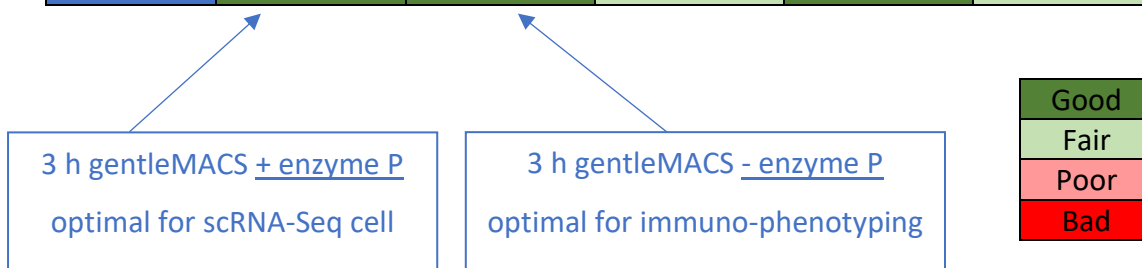 3 h gentleMACS + enzyme P
optimal for scRNA-Seq cell
3 h gentleMACS - enzyme P
optimal for immuno-phenotyping
Good
Fair
Poor
Bad